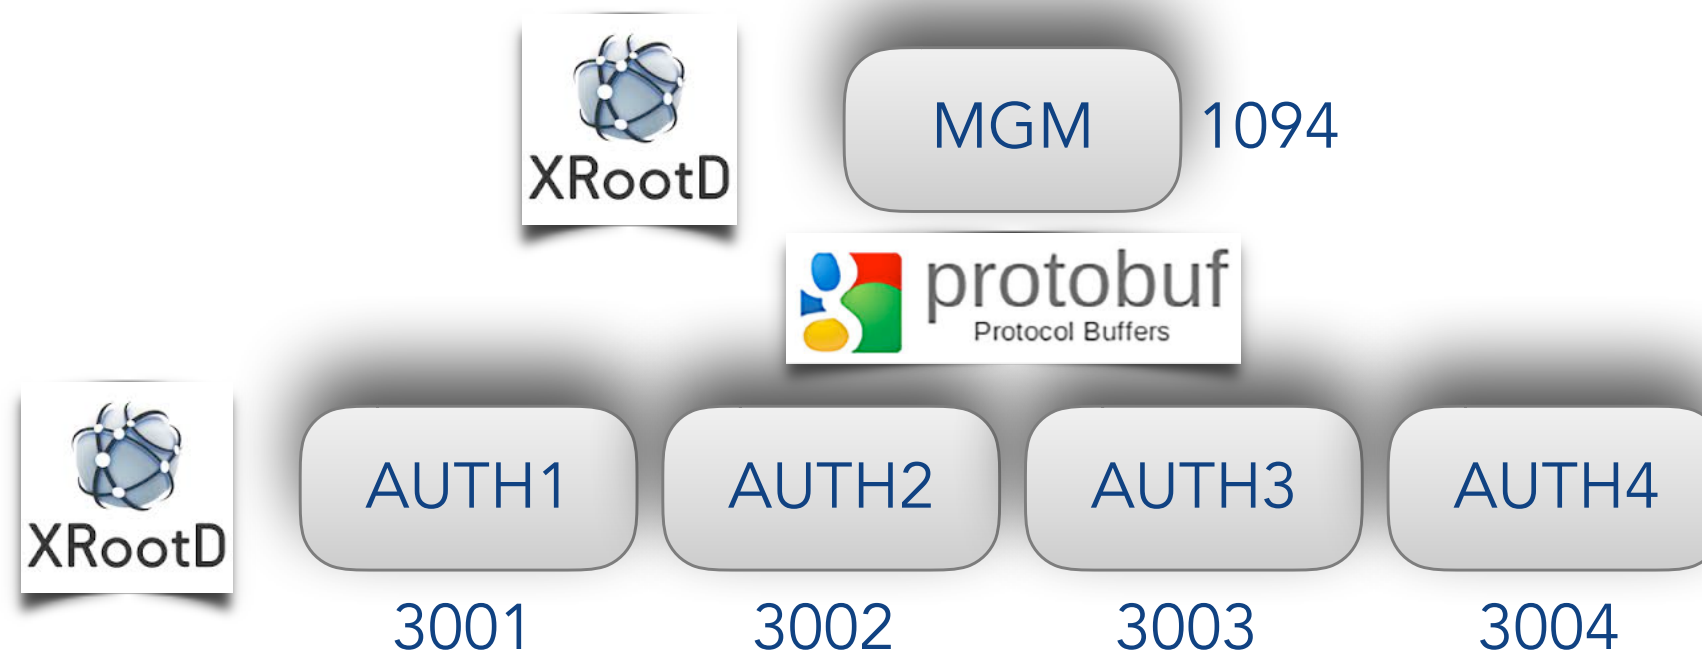 XRootD
MGM 1094
protobuf
Protocol Buffers
XRootD
AUTH1 AUTH2 AUTH3 AUTH4
3001 3002 3003 3004